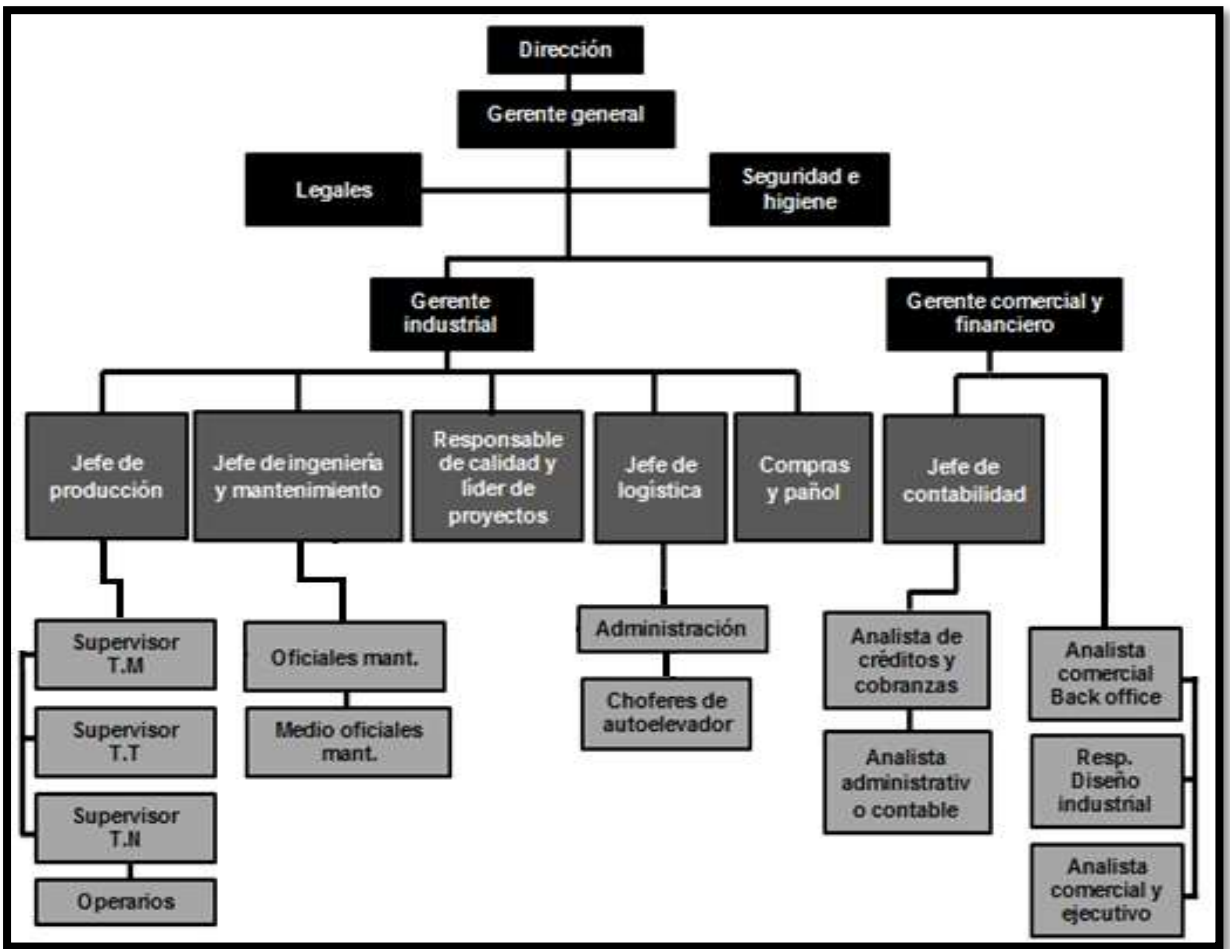 Dirección
Gerente general
Legales
Seguridad e
higiene
Gerente
industrial
Gerente comercial y
financiero
Jefe de
producción
Jefe de ingeniería
y mantenimiento
Responsable
de calidad y
líder de
proyectos
Jefe de
logística
Compras
y pañol
Jefe de
contabilidad
Supervisor
T.M
Supervisor
T.T
Supervisor
T.N
Operarios
Oficiales mant.
Medio oficiales
mant.
Administración
Choferes de
autoelevador
Analista de
créditos y
cobranzas
Analista
administrativ
o contable
Analista
comercial
Back office
Resp.
Diseño
industrial
Analista
comercial y
ejecutivo